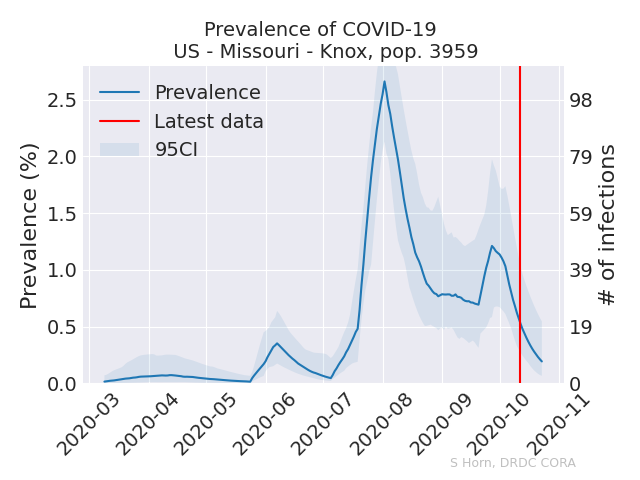 Prevalence of COVID-19
US - Missouri - Knox, pop. 3959
Prevalence
Latest data
95CI
Prevalence (%)
2.5
2.0
1.5
1.0
0.5
0.0
98
79
59
39
19
0
# of infections
2020-03
2020-04
2020-05
2020-06
2020-07
2020-08
2020-09
2020-10
2020-11
S Horn, DRDC CORA